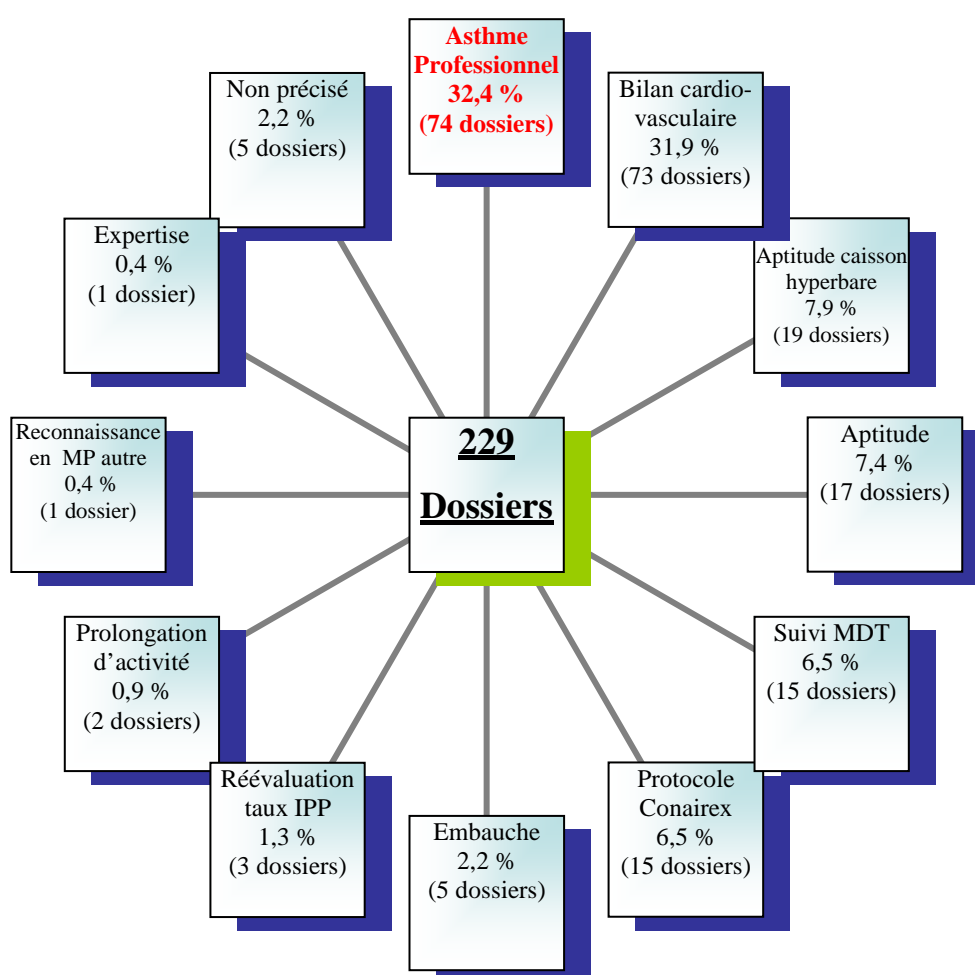 Asthme
Professionnel
32,4 %
(74 dossiers)
Bilan cardio-
vasculaire
31,9 %
(73 dossiers)
Aptitude caisson
hyperbare
7,9 %
(19 dossiers)
Aptitude
7,4 %
(17 dossiers)
Suivi MDT
6,5 %
(15 dossiers)
Protocole
Conairex
6,5 %
(15 dossiers)
Embauche
2,2 %
(5 dossiers)
Réévaluation
taux IPP
1,3 %
(3 dossiers)
Prolongation
d’activité
0,9 %
(2 dossiers)
Reconnaissance
en MP autre
0,4 %
(1 dossier)
Expertise
0,4 %
(1 dossier)
Non précisé
2,2 %
(5 dossiers)
229
Dossiers